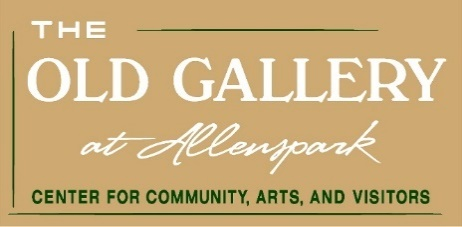 THE
OLD GALLERY
at Allenspark
CENTER FOR COMMUNITY, ARTS, AND VISITORS